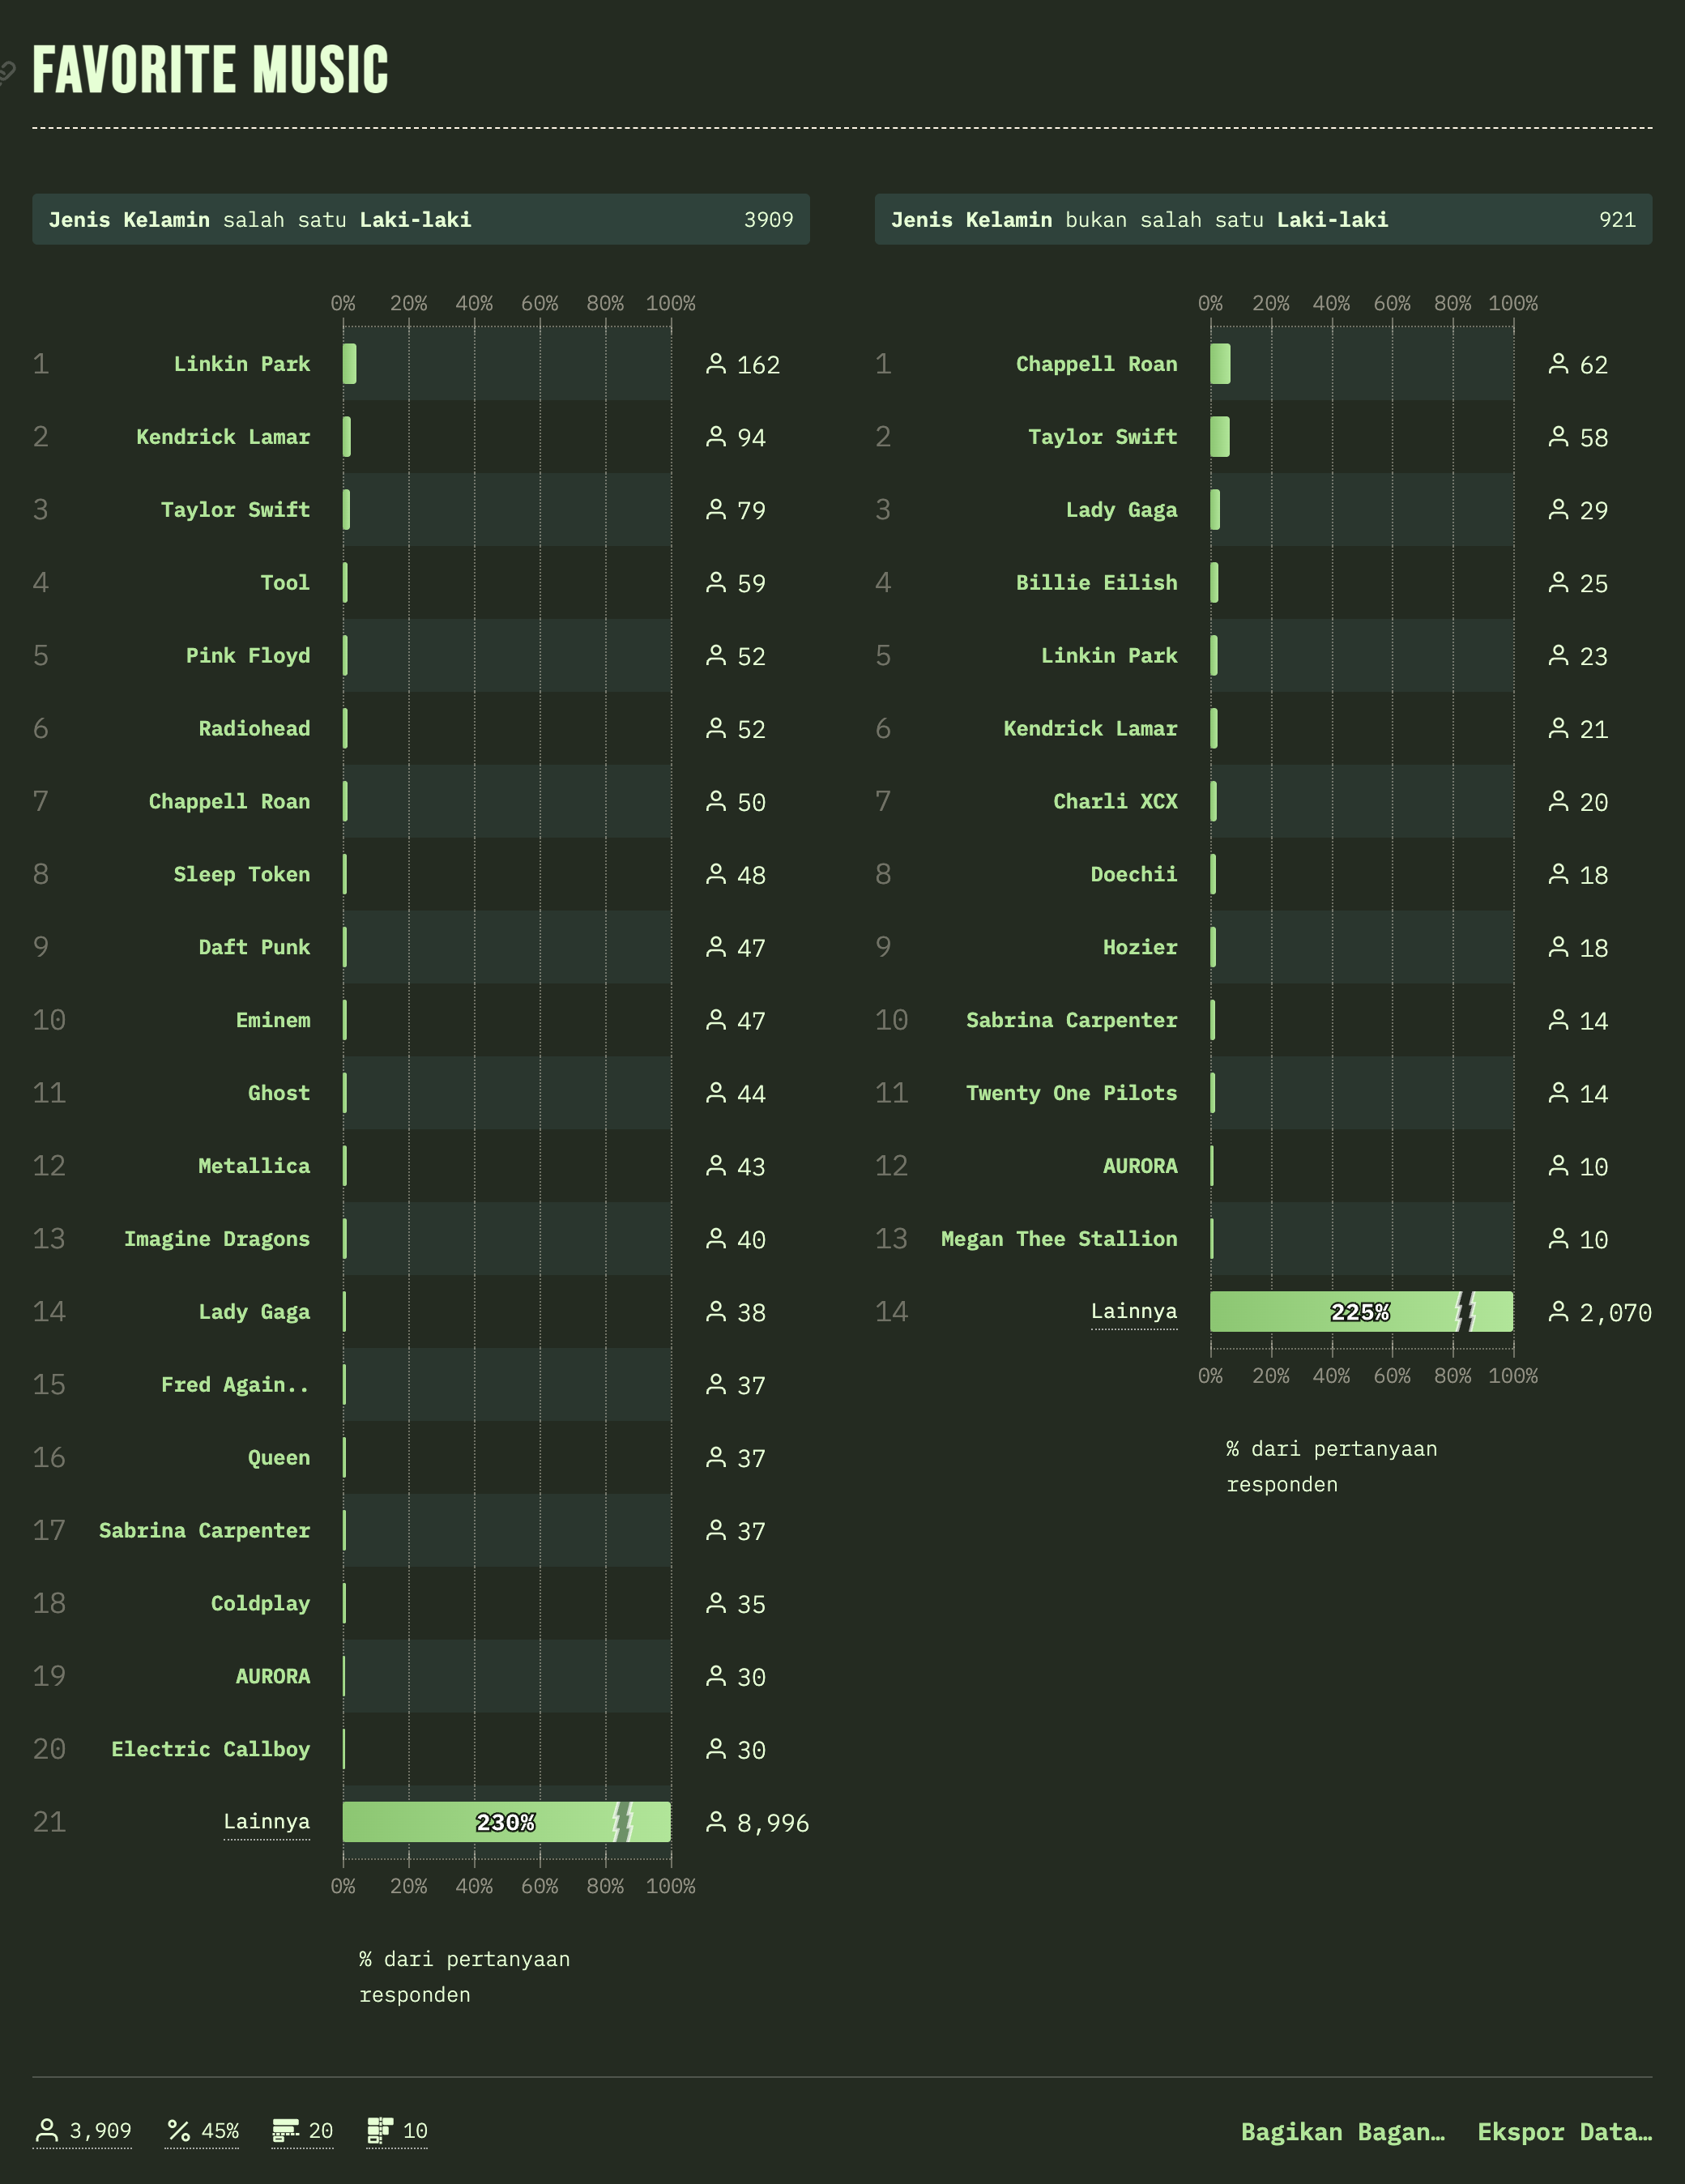 FAVORITE MUSIC
Jenis Kelamin salah satu Laki-laki 3909
0% 20% 40% 60% 80% 100%
1 Linkin Park 162
2 Kendrick Lamar 94
3 Taylor Swift 79
4 Tool 59
5 Pink Floyd 52
6 Radiohead 52
7 Chappell Roan 50
8 Sleep Token 48
9 Daft Punk 47
10 Eminem 47
11 Ghost 44
12 Metallica 43
13 Imagine Dragons 40
14 Lady Gaga 38
15 Fred Again.. 37
16 Queen 37
17 Sabrina Carpenter 37
18 Coldplay 35
19 AURORA 30
20 Electric Callboy 30
21 Lainnya 230% 8,996
0% 20% 40% 60% 80% 100%
% dari pertanyaan
responden
Jenis Kelamin bukan salah satu Laki-laki 921
0% 20% 40% 60% 80% 100%
1 Chappell Roan 62
2 Taylor Swift 58
3 Lady Gaga 29
4 Billie Eilish 25
5 Linkin Park 23
6 Kendrick Lamar 21
7 Charli XCX 20
8 Doechii 18
9 Hozier 18
10 Sabrina Carpenter 14
11 Twenty One Pilots 14
12 AURORA 10
13 Megan Thee Stallion 10
14 Lainnya 225% 2,070
0% 20% 40% 60% 80% 100%
% dari pertanyaan
responden
3,909 45% 20 10
Bagikan Bagan… Ekspor Data…